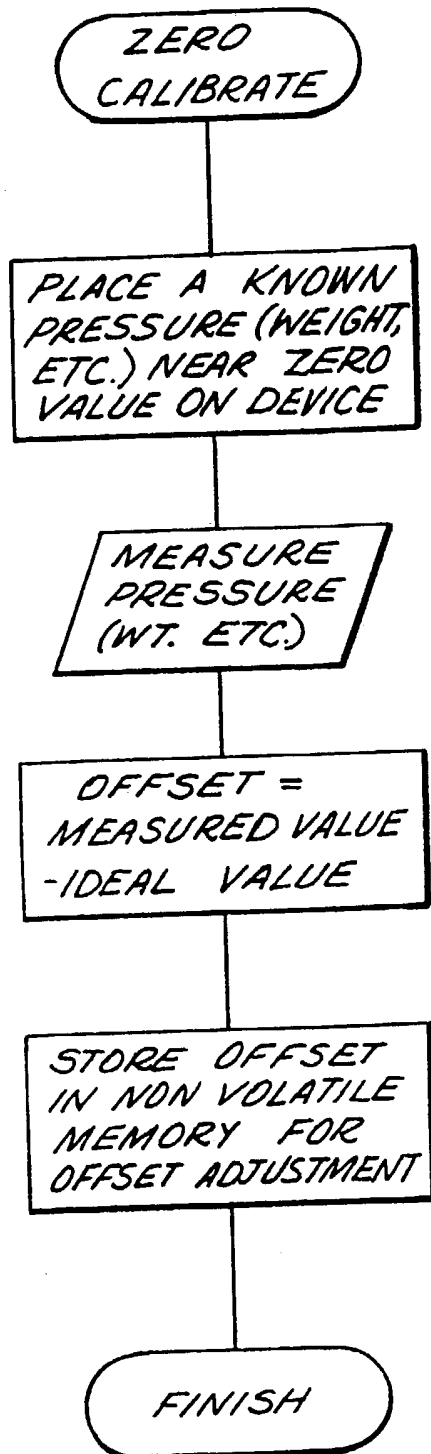 ZERO
CALIBRATE
PLACE A KNOWN
PRESSURE (WEIGHT,
ETC.) NEAR ZERO
VALUE ON DEVICE
MEASURE
PRESSURE
(WT. ETC.)
OFFSET =
MEASURED VALUE
-IDEAL VALUE
STORE OFFSET
IN NON VOLATILE
MEMORY FOR
OFFSET ADJUSTMENT
FINISH